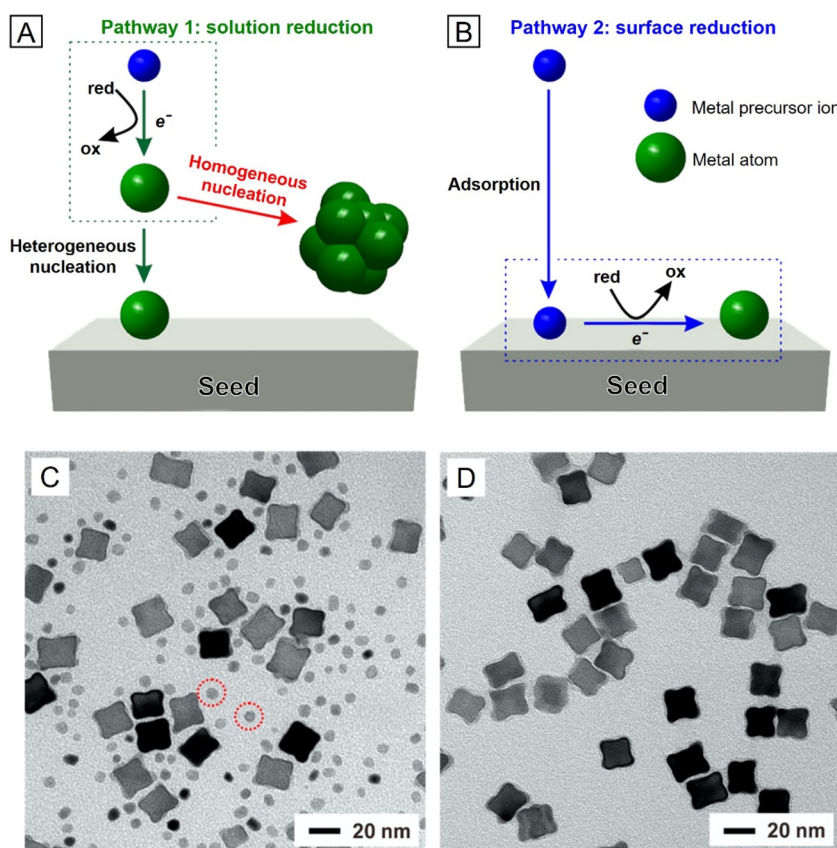 A
Pathway 1: solution reduction
red
e⁻
ox
Homogeneous
nucleation
Heterogeneous
nucleation
Seed
B
Pathway 2: surface reduction
Metal precursor ion
Metal atom
Adsorption
red
ox
e⁻
Seed
C
20 nm
D
20 nm